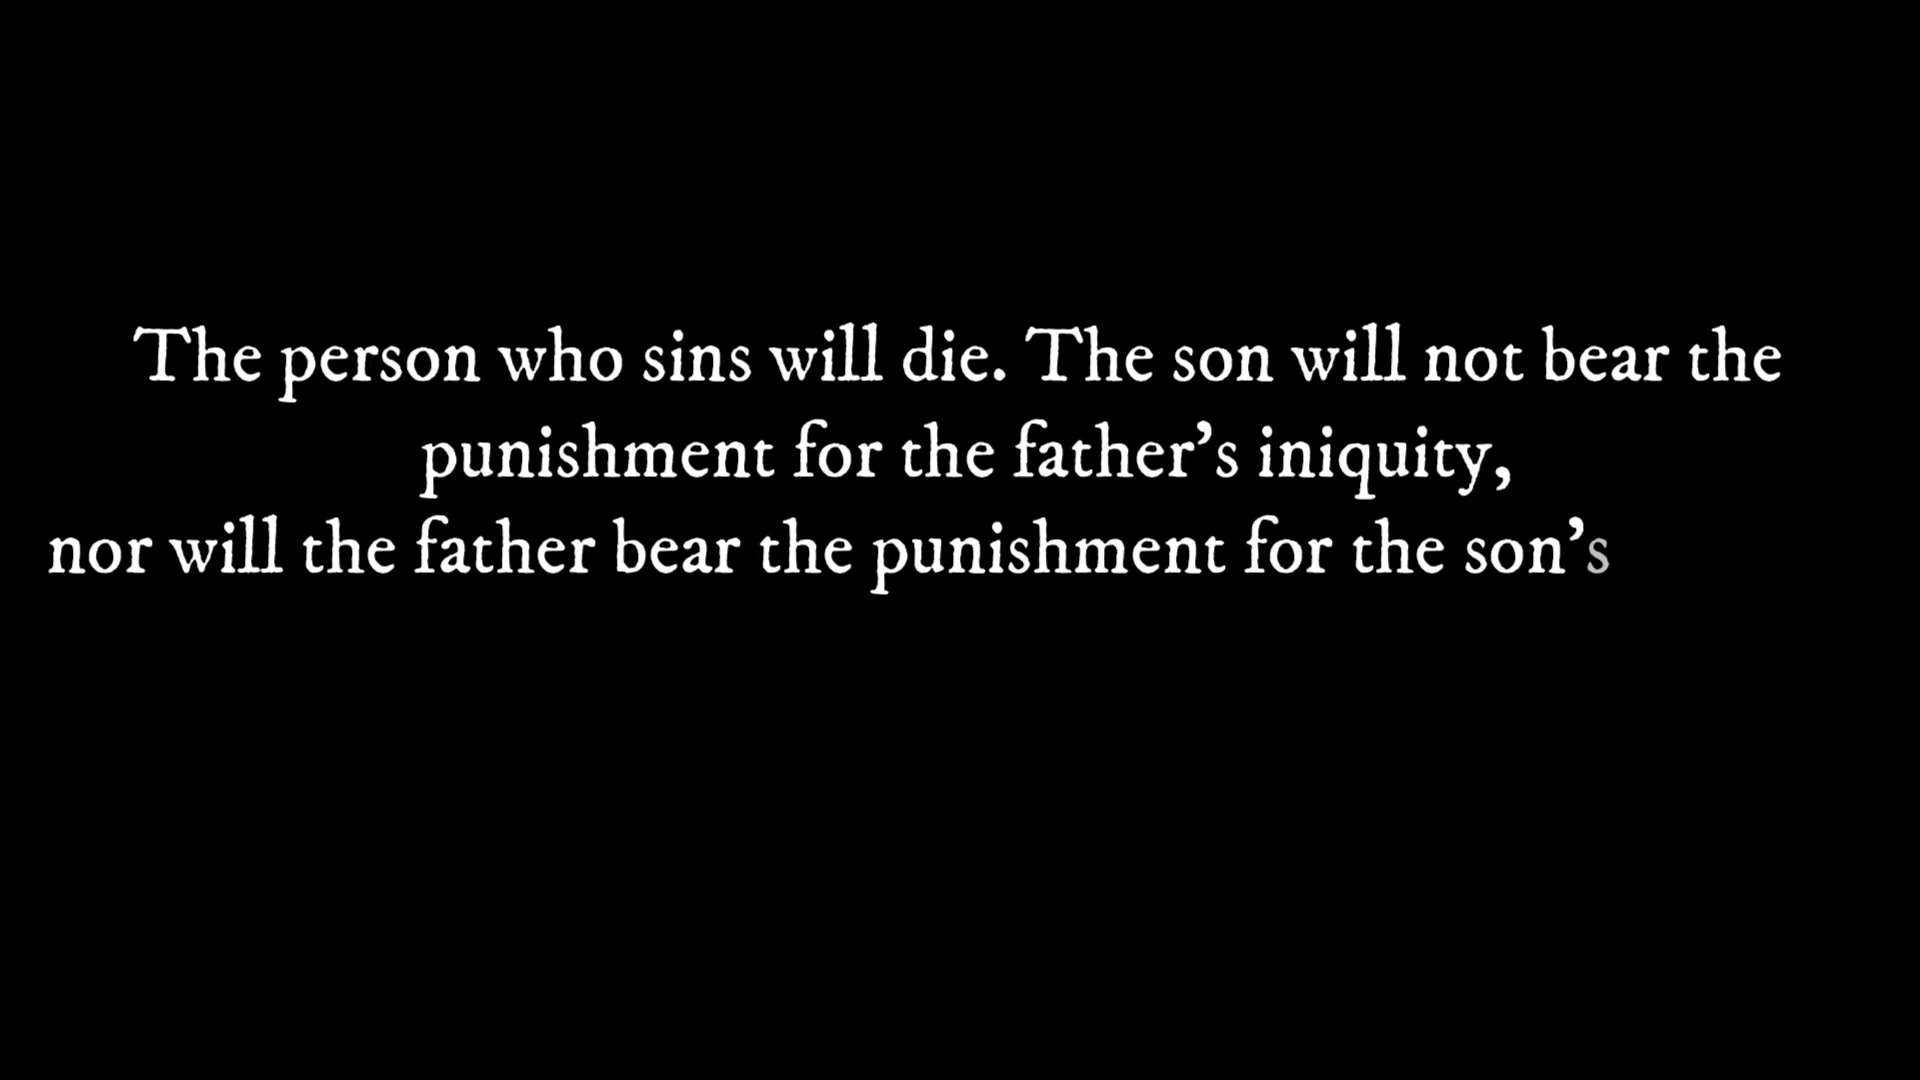 The person who sins will die. The son will not bear the
punishment for the father’s iniquity,
nor will the father bear the punishment for the son’s